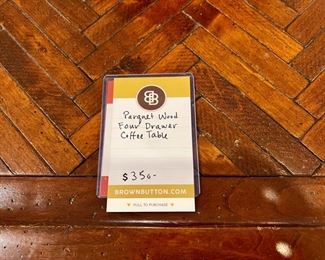 BB
Parquet Wood
Four Drawer
Coffee Table
$350-
BROWNBUTTON.COM
PULL TO PURCHASE